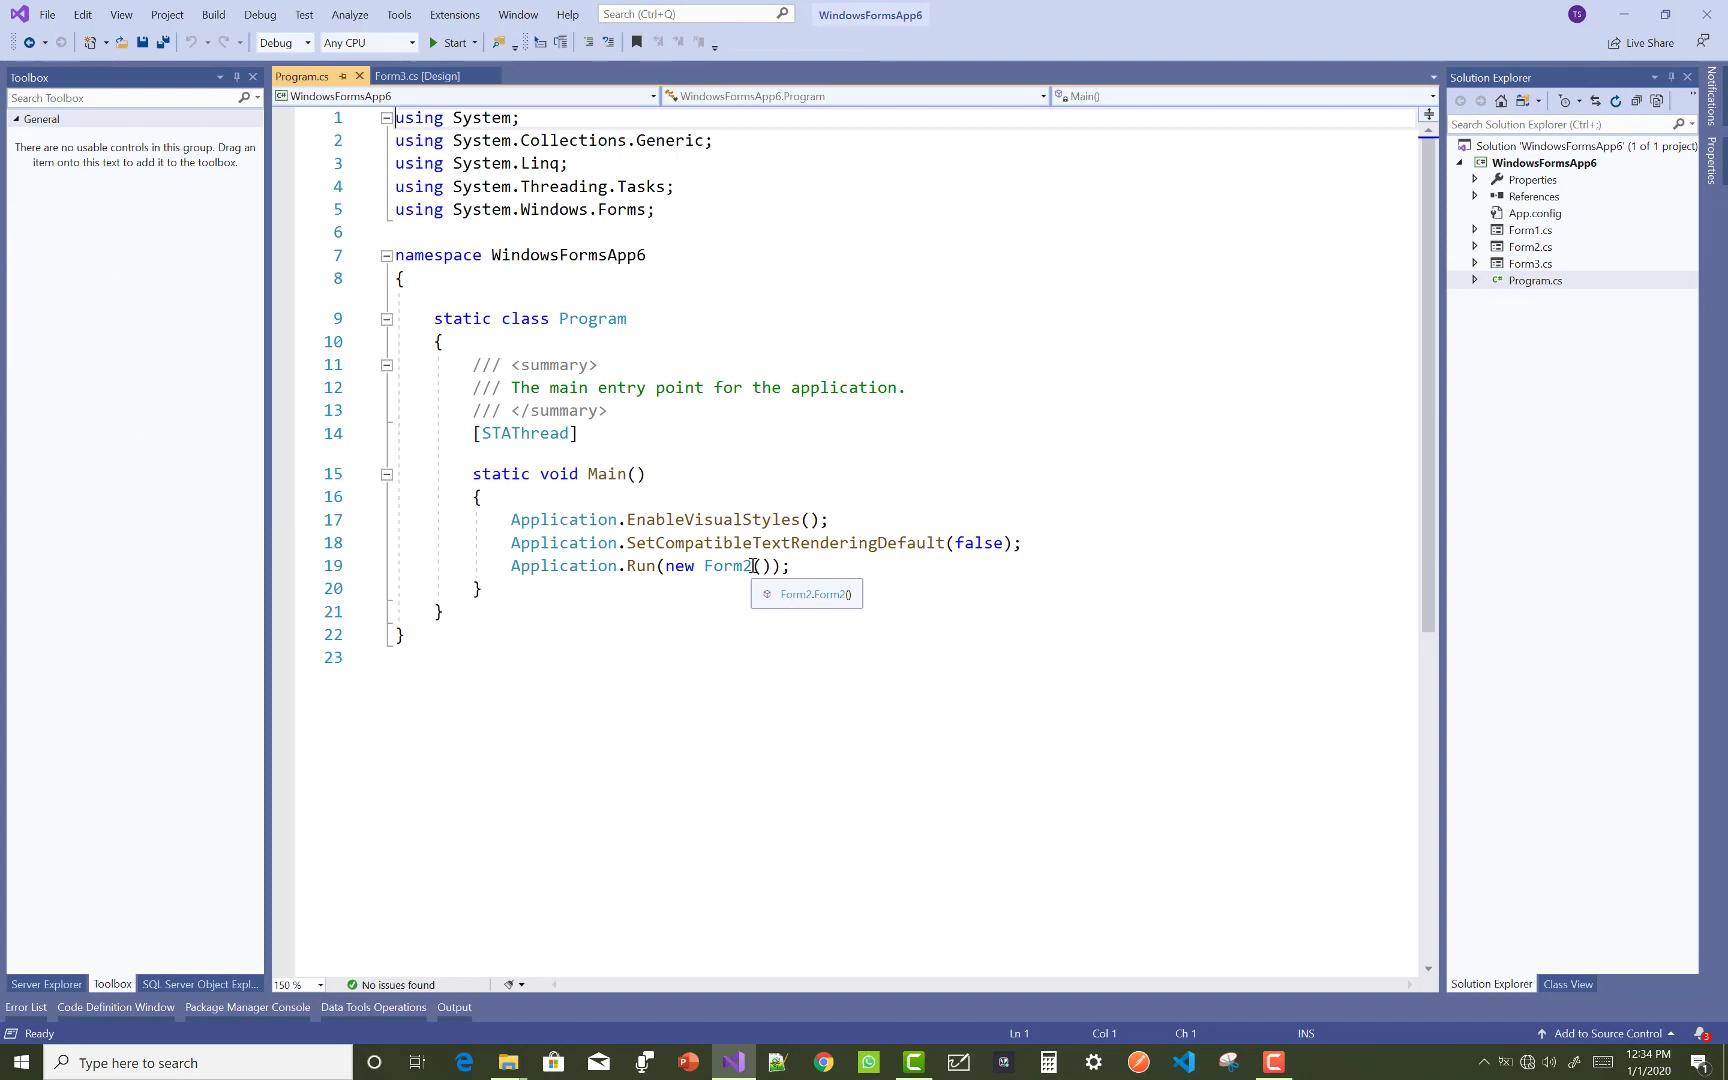 File Edit View Project Build Debug Test Analyze Tools Extensions Window Help Search (Ctrl+Q) WindowsFormsApp6 TS
Debug Any CPU Start Live Share
Toolbox
Search Toolbox
General
There are no usable controls in this group. Drag an
item onto this text to add it to the toolbox.
Program.cs Form3.cs [Design]
WindowsFormsApp6 WindowsFormsApp6.Program Main()
1 using System;
2 using System.Collections.Generic;
3 using System.Linq;
4 using System.Threading.Tasks;
5 using System.Windows.Forms;
6
7 namespace WindowsFormsApp6
8 {
9 static class Program
10 {
11 /// <summary>
12 /// The main entry point for the application.
13 /// </summary>
14 [STAThread]
15 static void Main()
16 {
17 Application.EnableVisualStyles();
18 Application.SetCompatibleTextRenderingDefault(false);
19 Application.Run(new Form2());
20 }
21 }
22 }
23
Form2.Form2()
Solution Explorer
Search Solution Explorer (Ctrl+;)
Solution 'WindowsFormsApp6' (1 of 1 project)
WindowsFormsApp6
Properties
References
App.config
Form1.cs
Form2.cs
Form3.cs
C# Program.cs
Notifications
Properties
Server Explorer Toolbox SQL Server Object Expl...
150 % No issues found
Solution Explorer Class View
Error List Code Definition Window Package Manager Console Data Tools Operations Output
Ready Ln 1 Col 1 Ch 1 INS Add to Source Control 3
Type here to search
12:34 PM
1/1/2020
1